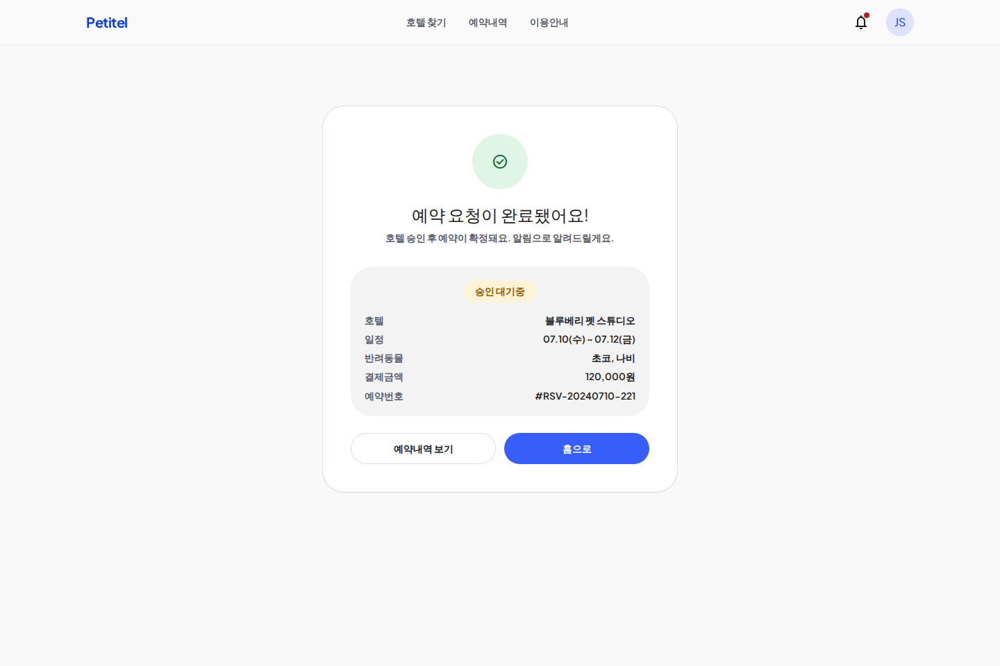 Petitel
호텔 찾기 예약내역 이용안내
JS
예약 요청이 완료됐어요!
호텔 승인 후 예약이 확정돼요. 알림으로 알려드릴게요.
승인 대기중
호텔 블루베리 펫 스튜디오
일정 07.10(수) ~ 07.12(금)
반려동물 초코, 나비
결제금액 120,000원
예약번호 #RSV-20240710-221
예약내역 보기 홈으로